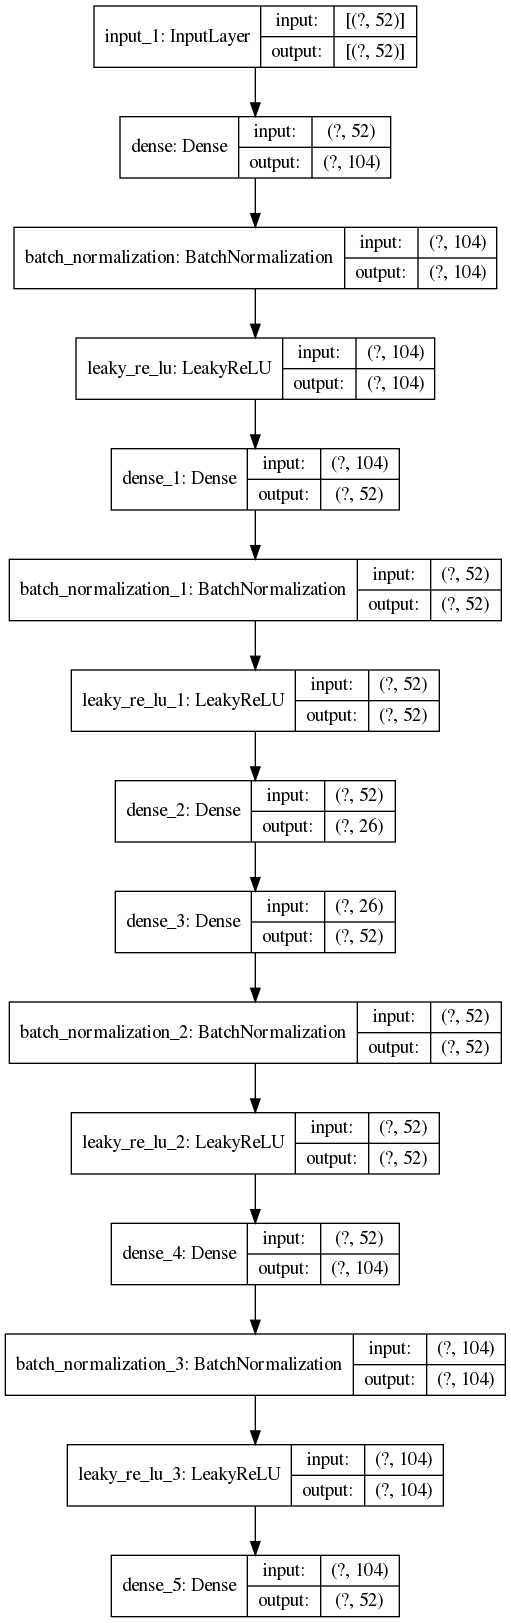 input_1: InputLayer
input:
[(?, 52)]
output:
[(?, 52)]
dense: Dense
input:
(?, 52)
output:
(?, 104)
batch_normalization: BatchNormalization
input:
(?, 104)
output:
(?, 104)
leaky_re_lu: LeakyReLU
input:
(?, 104)
output:
(?, 104)
dense_1: Dense
input:
(?, 104)
output:
(?, 52)
batch_normalization_1: BatchNormalization
input:
(?, 52)
output:
(?, 52)
leaky_re_lu_1: LeakyReLU
input:
(?, 52)
output:
(?, 52)
dense_2: Dense
input:
(?, 52)
output:
(?, 26)
dense_3: Dense
input:
(?, 26)
output:
(?, 52)
batch_normalization_2: BatchNormalization
input:
(?, 52)
output:
(?, 52)
leaky_re_lu_2: LeakyReLU
input:
(?, 52)
output:
(?, 52)
dense_4: Dense
input:
(?, 52)
output:
(?, 104)
batch_normalization_3: BatchNormalization
input:
(?, 104)
output:
(?, 104)
leaky_re_lu_3: LeakyReLU
input:
(?, 104)
output:
(?, 104)
dense_5: Dense
input:
(?, 104)
output:
(?, 52)